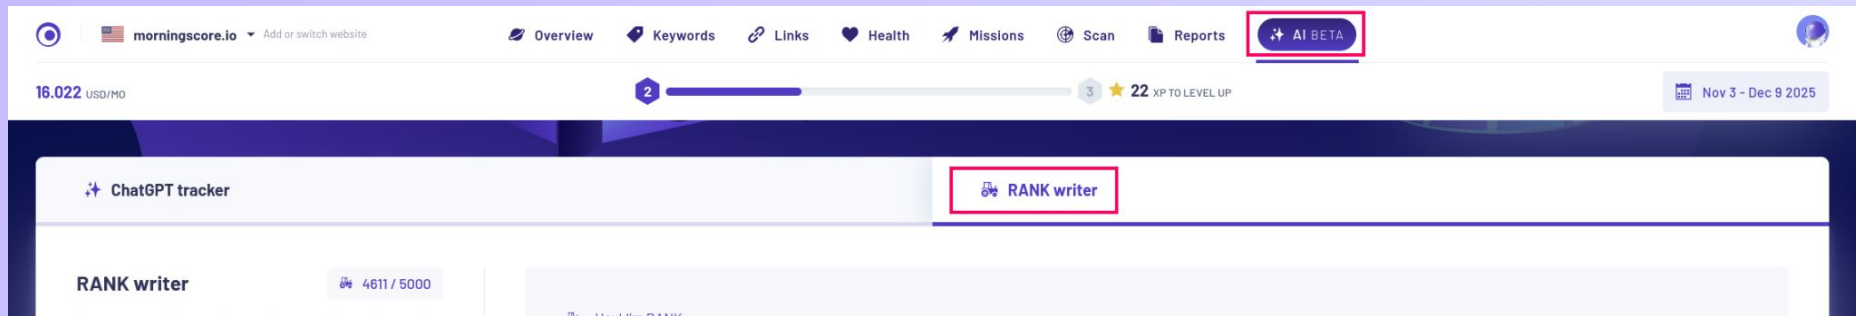 morningscore.io Add or switch website Overview Keywords Links Health Missions Scan Reports AI BETA
16.022 USD/MO 2 3 22 XP TO LEVEL UP Nov 3 - Dec 9 2025
ChatGPT tracker RANK writer
RANK writer 4611 / 5000